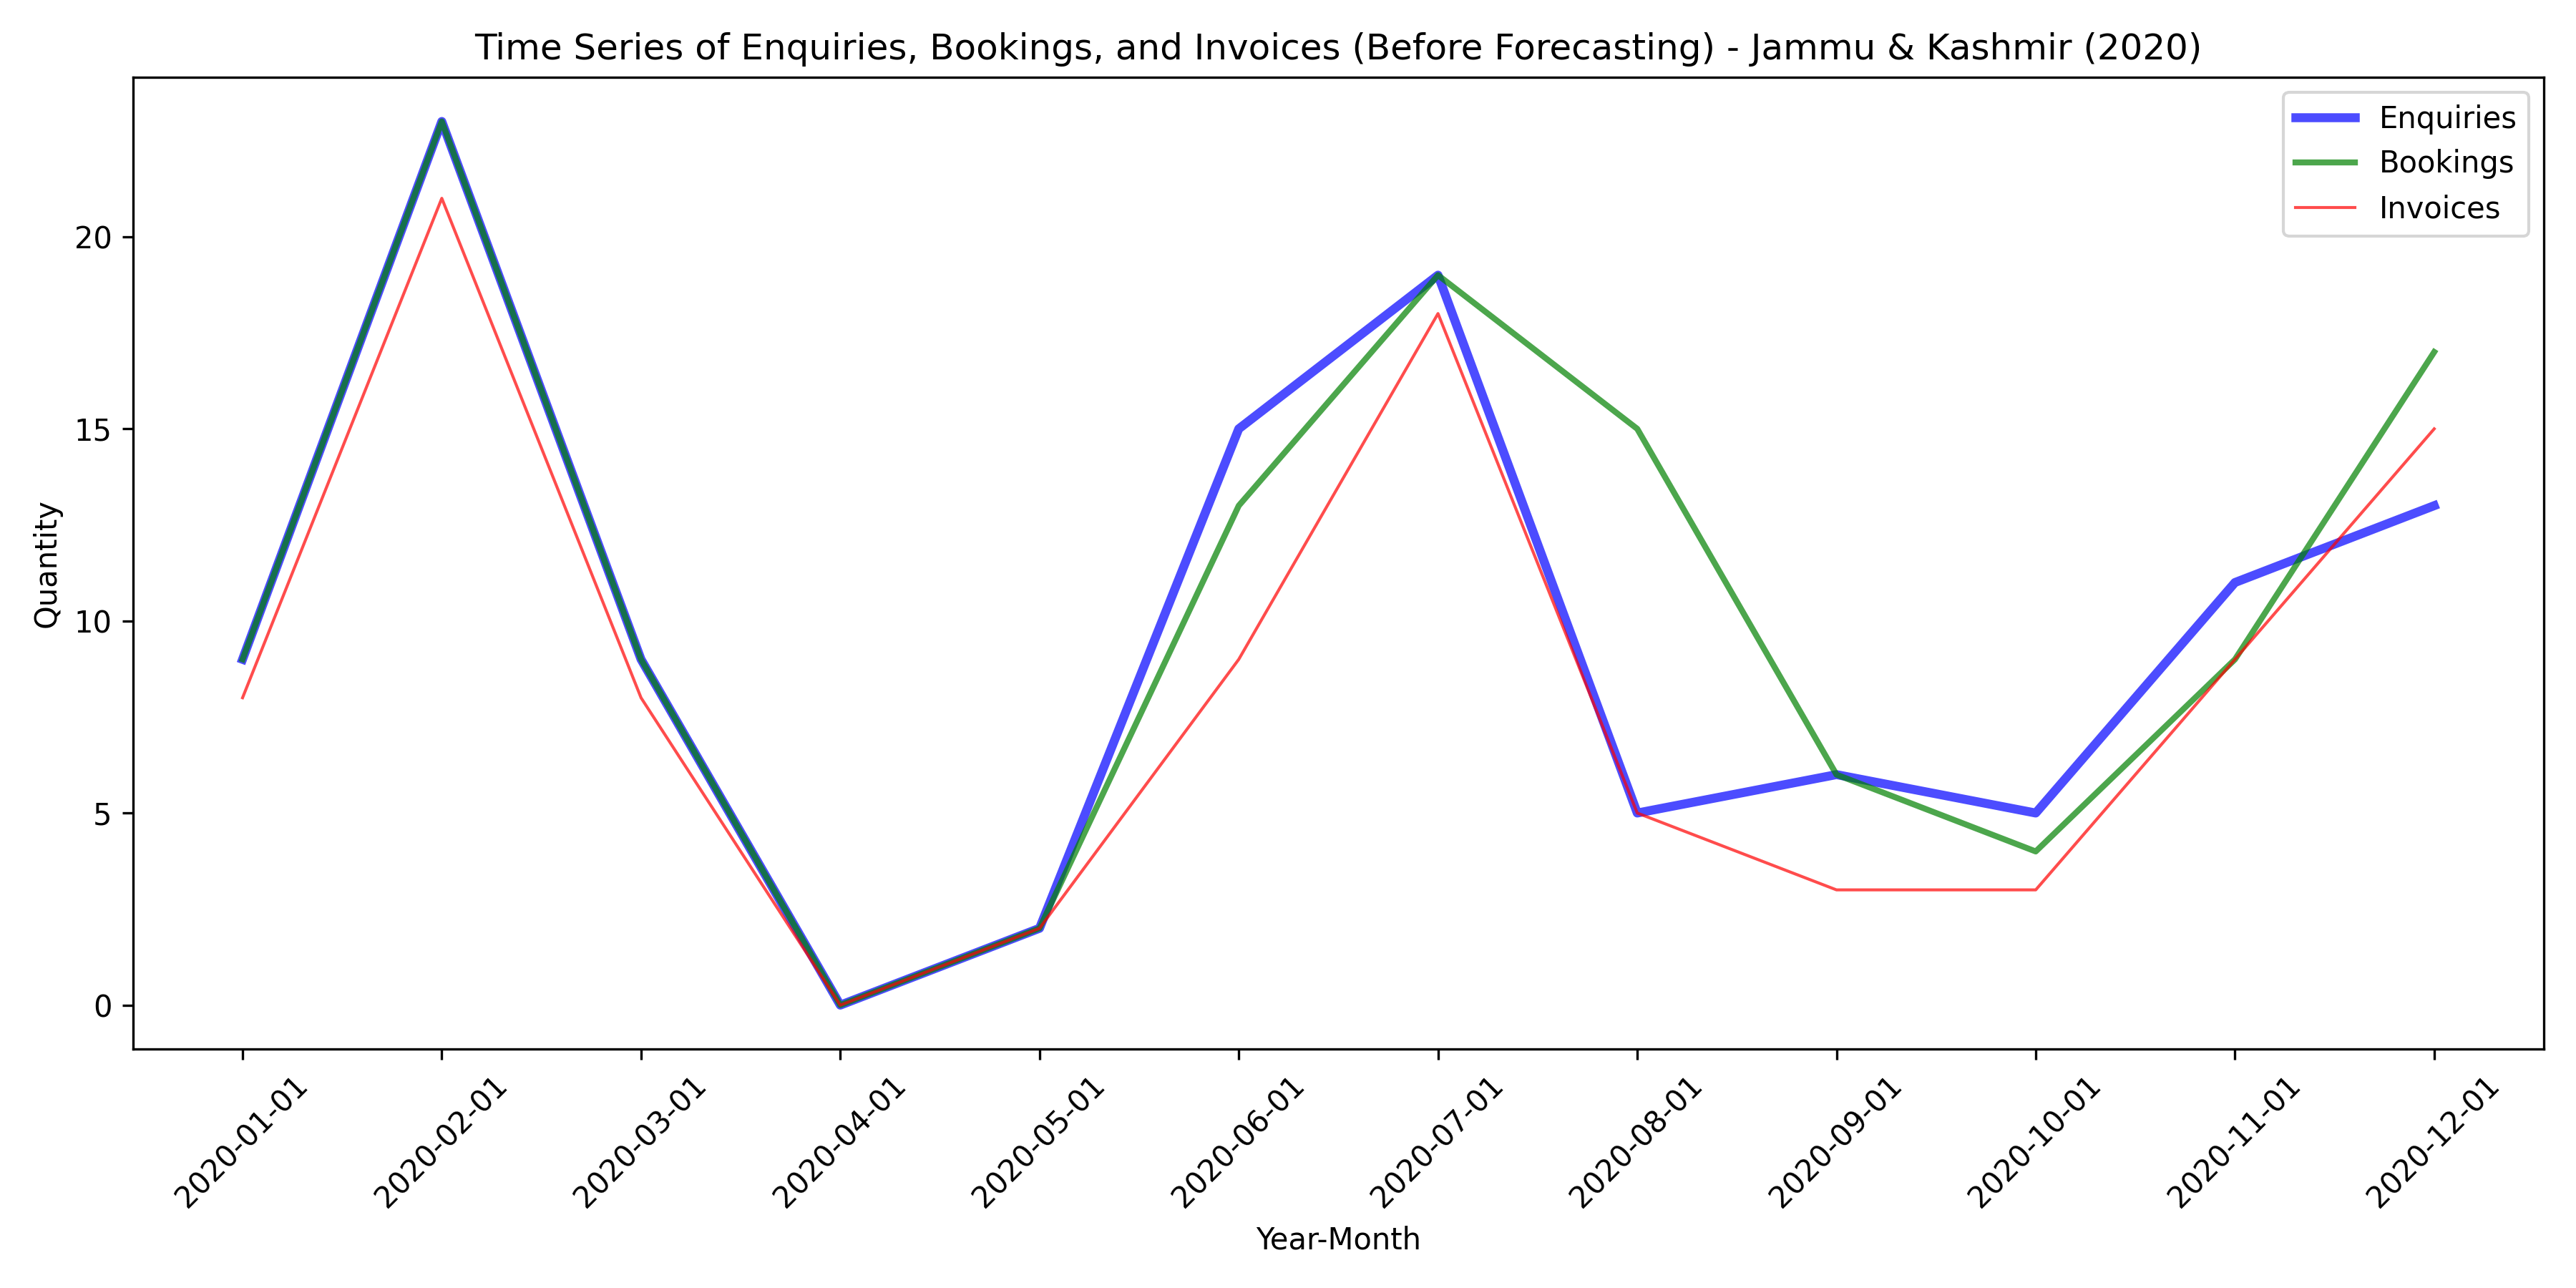 Time Series of Enquiries, Bookings, and Invoices (Before Forecasting) - Jammu & Kashmir (2020)
Enquiries
Bookings
Invoices
Quantity
20
15
10
5
0
2020-01-01
2020-02-01
2020-03-01
2020-04-01
2020-05-01
2020-06-01
2020-07-01
2020-08-01
2020-09-01
2020-10-01
2020-11-01
2020-12-01
Year-Month